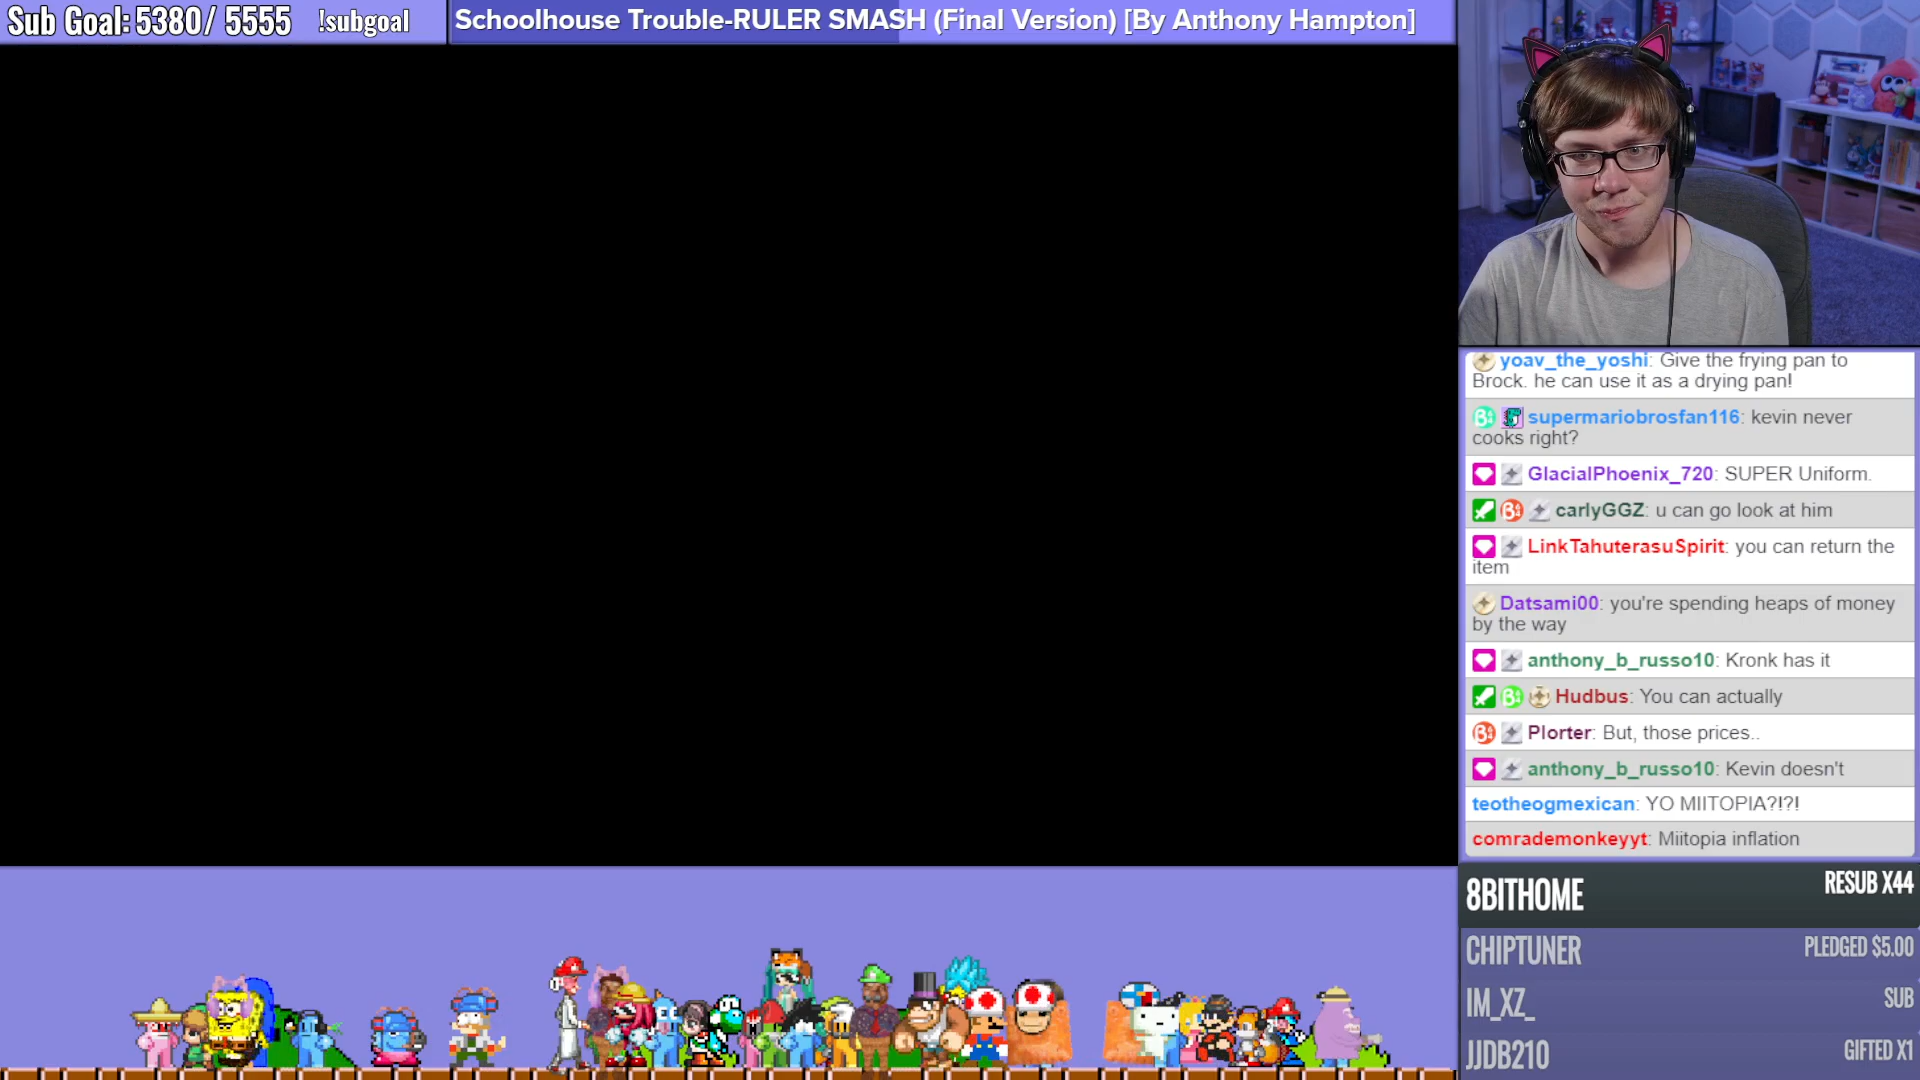 Sub Goal: 5380/ 5555 !subgoal
Schoolhouse Trouble-RULER SMASH (Final Version) [By Anthony Hampton]
yoav_the_yoshi: Give the frying pan to
Brock. he can use it as a drying pan!
supermariobrosfan116: kevin never
cooks right?
GlacialPhoenix_720: SUPER Uniform.
carlyGGZ: u can go look at him
LinkTahuterasuSpirit: you can return the
item
Datsami00: you're spending heaps of money
by the way
anthony_b_russo10: Kronk has it
Hudbus: You can actually
Plorter: But, those prices..
anthony_b_russo10: Kevin doesn't
teotheogmexican: YO MIITOPIA?!?!
comrademonkeyyt: Miitopia inflation
8BITHOME RESUB X44
CHIPTUNER PLEDGED $5.00
IM_XZ_ SUB
JJDB210 GIFTED X1